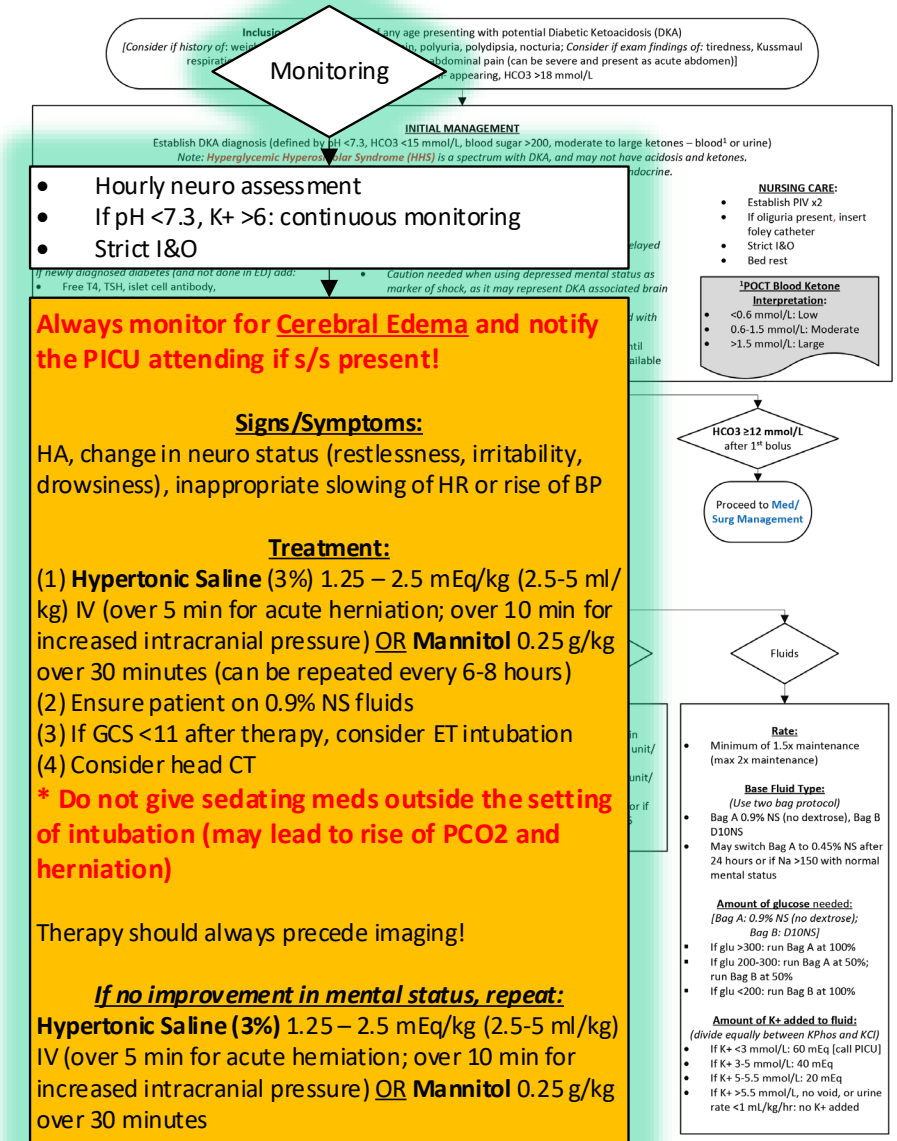 Inclusion
any age presenting with potential Diabetic Ketoacidosis (DKA)
[Consider if history of: weigh
in, polyuria, polydipsia, nocturia; Consider if exam findings of: tiredness, Kussmaul
respirati
abdominal pain (can be severe and present as acute abdomen)]
appearing, HCO3 >18 mmol/L
Monitoring
INITIAL MANAGEMENT
Establish DKA diagnosis (defined by pH <7.3, HCO3 <15 mmol/L, blood sugar >200, moderate to large ketones – blood¹ or urine)
Note: Hyperglycemic Hyperosmolar Syndrome (HHS) is a spectrum with DKA, and may not have acidosis and ketones.
ndocrine.
• Hourly neuro assessment
• If pH <7.3, K+ >6: continuous monitoring
• Strict I&O
elayed
If newly diagnosed diabetes (and not done in ED) add:
• Free T4, TSH, islet cell antibody,
• Caution needed when using depressed mental status as
marker of shock, as it may represent DKA associated brain
d with
ntil
ailable
NURSING CARE:
• Establish PIV x2
• If oliguria present, insert
foley catheter
• Strict I&O
• Bed rest
¹POCT Blood Ketone
Interpretation:
• <0.6 mmol/L: Low
• 0.6-1.5 mmol/L: Moderate
• >1.5 mmol/L: Large
Always monitor for Cerebral Edema and notify
the PICU attending if s/s present!
Signs/Symptoms:
HA, change in neuro status (restlessness, irritability,
drowsiness), inappropriate slowing of HR or rise of BP
Treatment:
(1) Hypertonic Saline (3%) 1.25 – 2.5 mEq/kg (2.5-5 ml/
kg) IV (over 5 min for acute herniation; over 10 min for
increased intracranial pressure) OR Mannitol 0.25 g/kg
over 30 minutes (can be repeated every 6-8 hours)
(2) Ensure patient on 0.9% NS fluids
(3) If GCS <11 after therapy, consider ET intubation
(4) Consider head CT
* Do not give sedating meds outside the setting
of intubation (may lead to rise of PCO2 and
herniation)
Therapy should always precede imaging!
If no improvement in mental status, repeat:
Hypertonic Saline (3%) 1.25 – 2.5 mEq/kg (2.5-5 ml/kg)
IV (over 5 min for acute herniation; over 10 min for
increased intracranial pressure) OR Mannitol 0.25 g/kg
over 30 minutes
HCO3 ≥12 mmol/L
after 1st bolus
Proceed to Med/
Surg Management
in
unit/
unit/
or if
Fluids
Rate:
• Minimum of 1.5x maintenance
(max 2x maintenance)
Base Fluid Type:
(Use two bag protocol)
• Bag A 0.9% NS (no dextrose), Bag B
D10NS
• May switch Bag A to 0.45% NS after
24 hours or if Na >150 with normal
mental status
Amount of glucose needed:
[Bag A: 0.9% NS (no dextrose);
Bag B: D10NS]
▪ If glu >300: run Bag A at 100%
▪ If glu 200-300: run Bag A at 50%;
run Bag B at 50%
▪ If glu <200: run Bag B at 100%
Amount of K+ added to fluid:
(divide equally between KPhos and KCl)
• If K+ <3 mmol/L: 60 mEq [call PICU]
• If K+ 3-5 mmol/L: 40 mEq
• If K+ 5-5.5 mmol/L: 20 mEq
• If K+ >5.5 mmol/L, no void, or urine
rate <1 mL/kg/hr: no K+ added